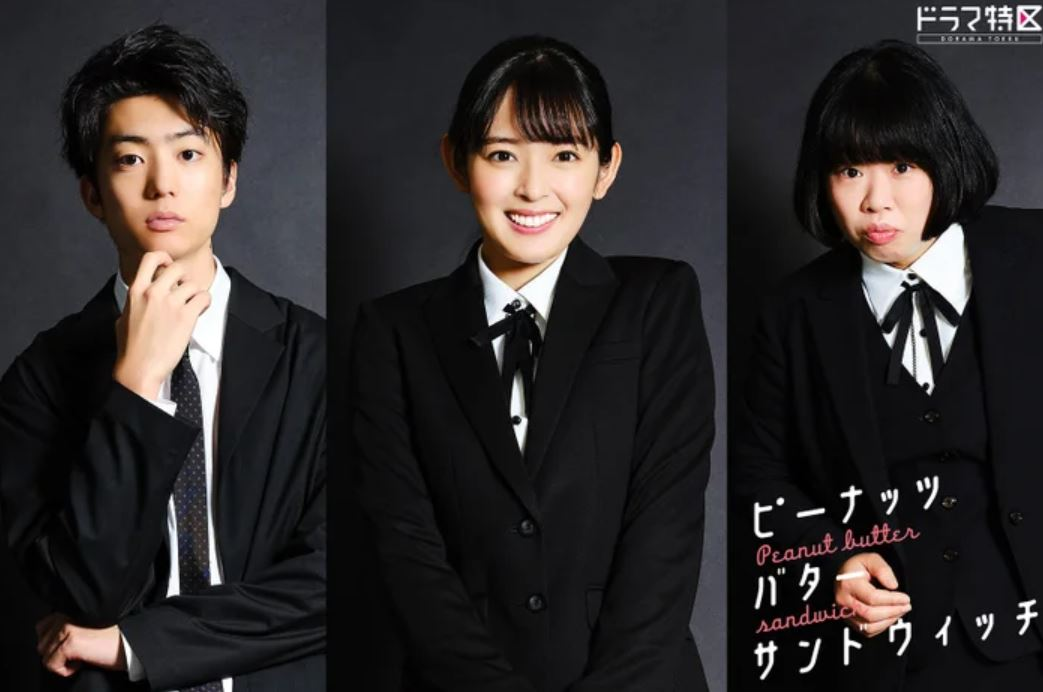 ドラマ特区
DORAMA TOKKU
ピーナッツ
Peanut butter
バター
sandwich
サンドウィッチ